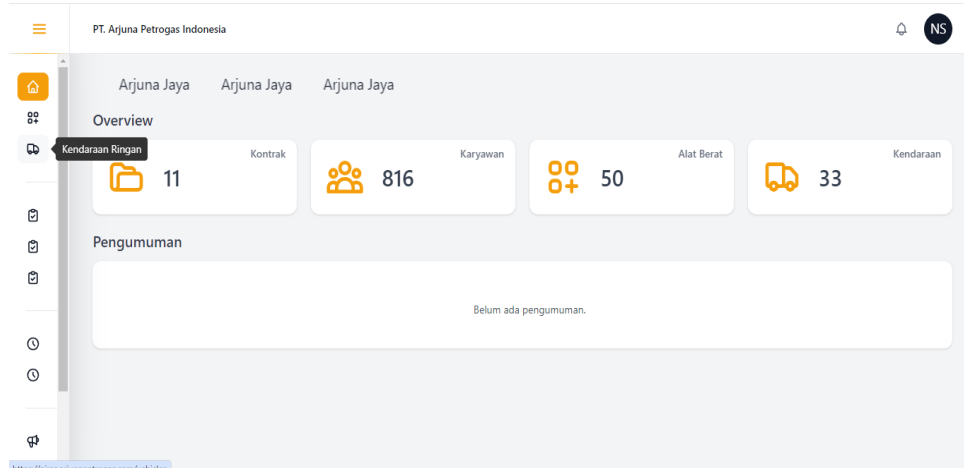 PT. Arjuna Petrogas Indonesia
NS
Arjuna Jaya Arjuna Jaya Arjuna Jaya
Overview
Kendaraan Ringan
Kontrak
11
Karyawan
816
Alat Berat
50
Kendaraan
33
Pengumuman
Belum ada pengumuman.